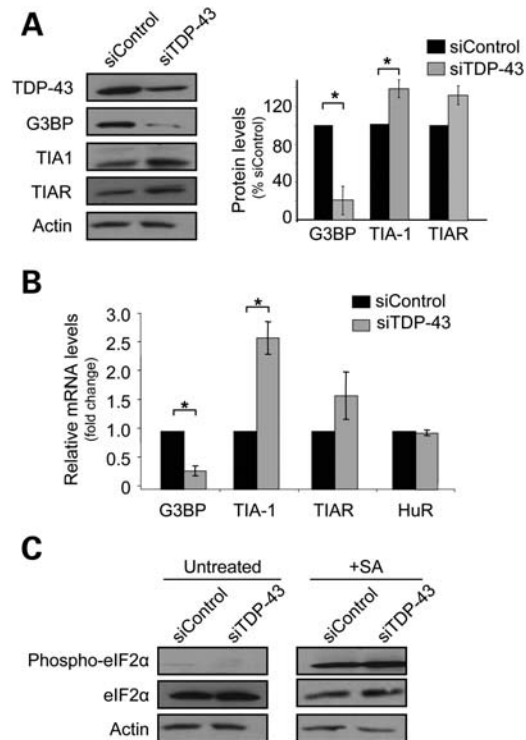 A
siControl
siTDP-43
TDP-43
G3BP
TIA1
TIAR
Actin
siControl
siTDP-43
Protein levels
(% siControl)
120
80
40
0
*
*
G3BP TIA-1 TIAR
B
siControl
siTDP-43
Relative mRNA levels
(fold change)
3.0
2.5
2.0
1.5
1.0
0.5
0
*
*
G3BP TIA-1 TIAR HuR
C
Untreated +SA
siControl siTDP-43 siControl siTDP-43
Phospho-eIF2α
eIF2α
Actin